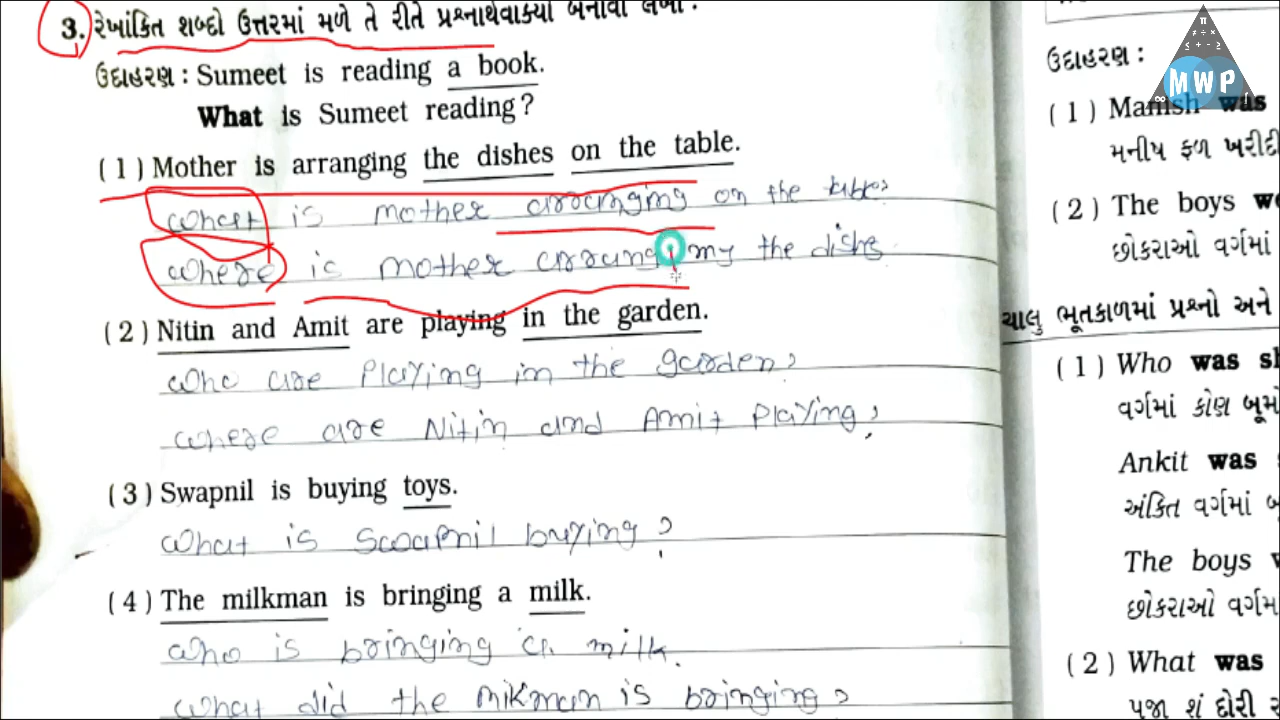 3. રેખાંકિત શબ્દો ઉત્તરમાં મળે તે રીતે પ્રશ્નાર્થવાક્યો બનાવી લખો :
ઉદાહરણ : Sumeet is reading a book.
What is Sumeet reading?
(1) Mother is arranging the dishes on the table.
What is mother arranging on the table?
where is mother arranging the dishs
(2) Nitin and Amit are playing in the garden.
who are playing in the garden?
where are Nitin and Amit playing?
(3) Swapnil is buying toys.
what is Swapnil buying?
(4) The milkman is bringing a milk.
who is bringing a milk.
what did the mikman is bringing?
ઉદાહરણ :
(1) Manish was
મનીષ ફળ ખરીદી
(2) The boys
છોકરાઓ વર્ગમાં
ચાલુ ભૂતકાળમાં પ્રશ્નો અને
(1) Who was
વર્ગમાં કોણ
Ankit was
અંકિત વર્ગમાં
The boys
છોકરાઓ
(2) What was
શું દોરી
MWP